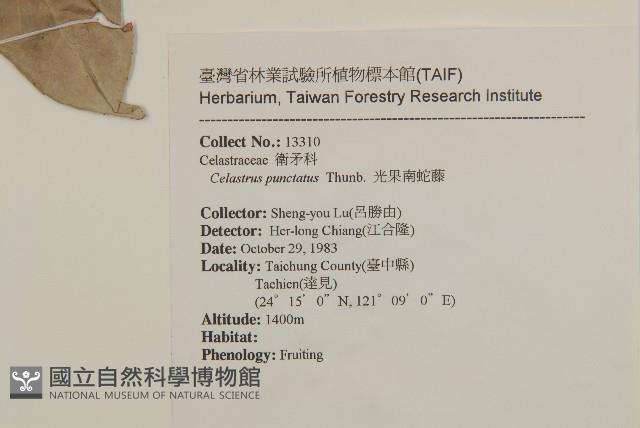 臺灣省林業試驗所植物標本館(TAIF)
Herbarium, Taiwan Forestry Research Institute
Collect No.: 13310
Celastraceae 衛矛科
Celastrus punctatus Thunb. 光果南蛇藤
Collector: Sheng-you Lu(呂勝由)
Detector: Her-long Chiang(江合隆)
Date: October 29, 1983
Locality: Taichung County(臺中縣)
Tachien(達見)
(24° 15' 0" N, 121° 09' 0" E)
Altitude: 1400m
Habitat:
Phenology: Fruiting
國立自然科學博物館
NATIONAL MUSEUM OF NATURAL SCIENCE